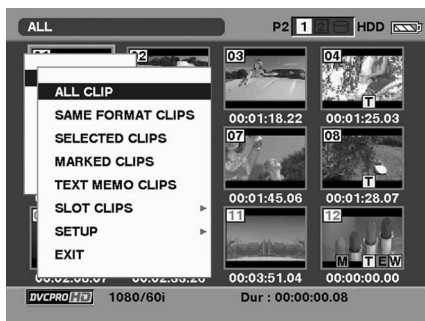 ALL P2 1 2 HDD
02 03 04
ALL CLIP
SAME FORMAT CLIPS
SELECTED CLIPS
MARKED CLIPS
TEXT MEMO CLIPS
SLOT CLIPS
SETUP
EXIT
T
00:01:18.22 00:01:25.03
07 08
T
00:01:45.06 00:01:28.07
11 12
M T E W
00:03:51.04 00:00:00.00
DVCPRO HD 1080/60i Dur : 00:00:00.08